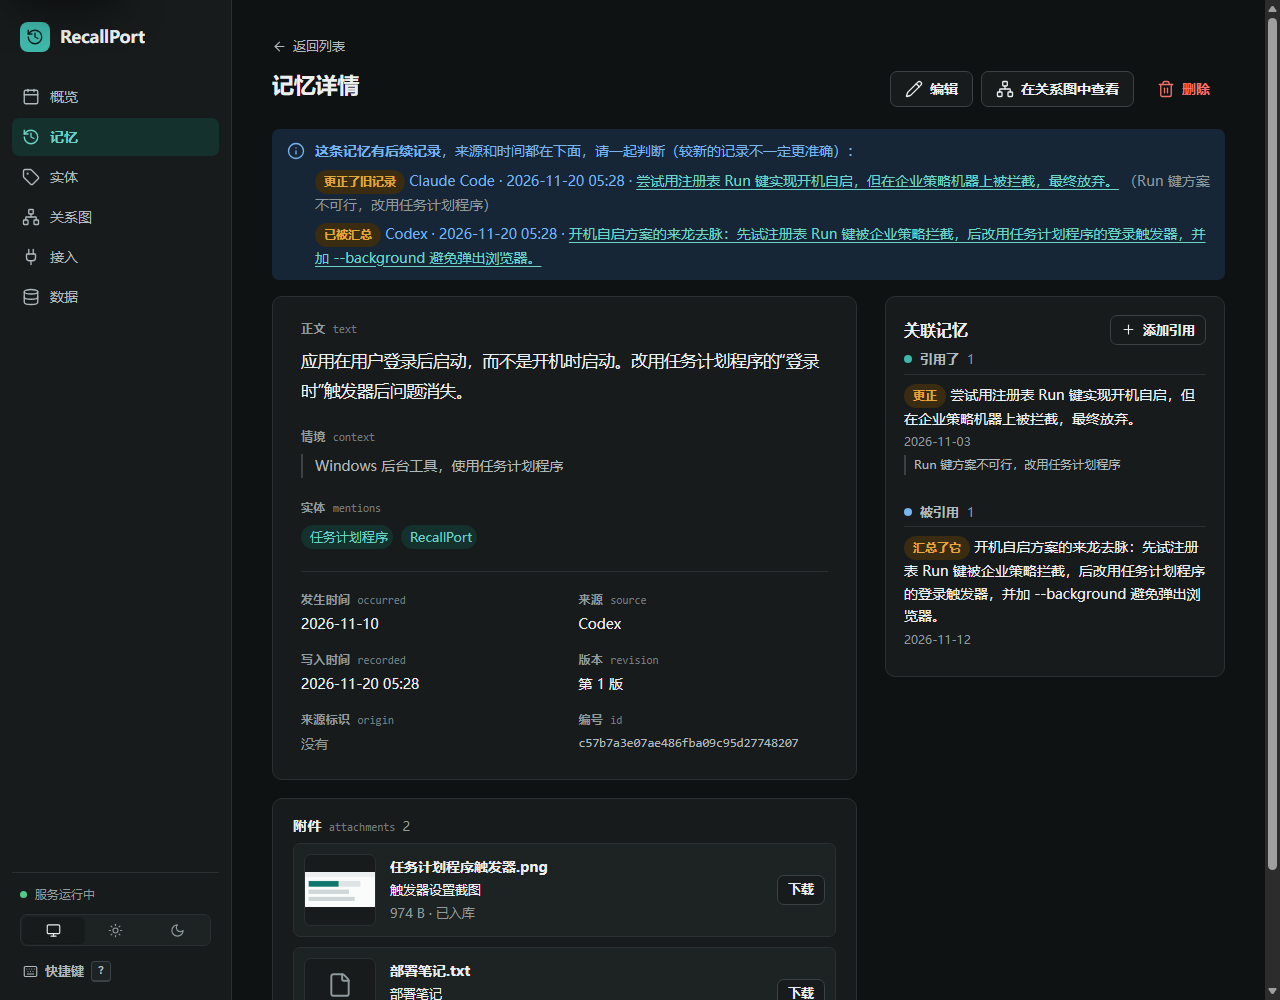 RecallPort
概览
记忆
实体
关系图
接入
数据
服务运行中
快捷键 ?
返回列表
记忆详情
编辑
在关系图中查看
删除
这条记忆有后续记录，来源和时间都在下面，请一起判断（较新的记录不一定更准确）：
更正了旧记录 Claude Code · 2026-11-20 05:28 · 尝试用注册表 Run 键实现开机自启，但在企业策略机器上被拦截，最终放弃。 （Run 键方案
不可行，改用任务计划程序）
已被汇总 Codex · 2026-11-20 05:28 · 开机自启方案的来龙去脉：先试注册表 Run 键被企业策略拦截，后改用任务计划程序的登录触发器，并
加 --background 避免弹出浏览器。
正文 text
应用在用户登录后启动，而不是开机时启动。改用任务计划程序的“登录
时”触发器后问题消失。
情境 context
Windows 后台工具，使用任务计划程序
实体 mentions
任务计划程序 RecallPort
发生时间 occurred
2026-11-10
来源 source
Codex
写入时间 recorded
2026-11-20 05:28
版本 revision
第 1 版
来源标识 origin
没有
编号 id
c57b7a3e07ae486fba09c95d27748207
附件 attachments 2
任务计划程序触发器.png
触发器设置截图
974 B · 已入库
下载
部署笔记.txt
部署笔记
下载
关联记忆
添加引用
引用了 1
更正 尝试用注册表 Run 键实现开机自启，但
在企业策略机器上被拦截，最终放弃。
2026-11-03
Run 键方案不可行，改用任务计划程序
被引用 1
汇总了它 开机自启方案的来龙去脉：先试注册
表 Run 键被企业策略拦截，后改用任务计划程序
的登录触发器，并加 --background 避免弹出浏
览器。
2026-11-12